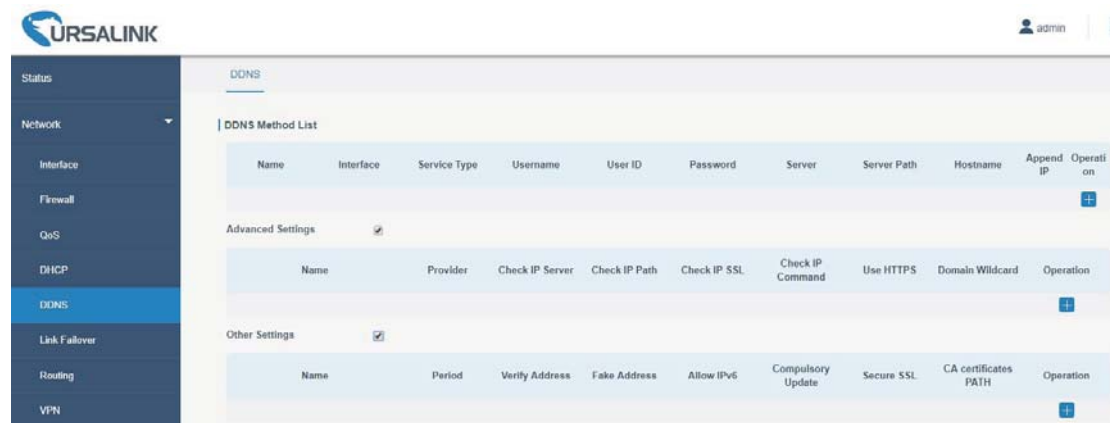 URSALINK
admin
Status
DDNS
Network
DDNS Method List
Interface
Name Interface Service Type Username User ID Password Server Server Path Hostname Append IP Operation
Firewall
QoS
Advanced Settings
DHCP
Name Provider Check IP Server Check IP Path Check IP SSL Check IP Command Use HTTPS Domain Wildcard Operation
DDNS
Link Failover
Other Settings
Routing
Name Period Verify Address Fake Address Allow IPv6 Compulsory Update Secure SSL CA certificates PATH Operation
VPN